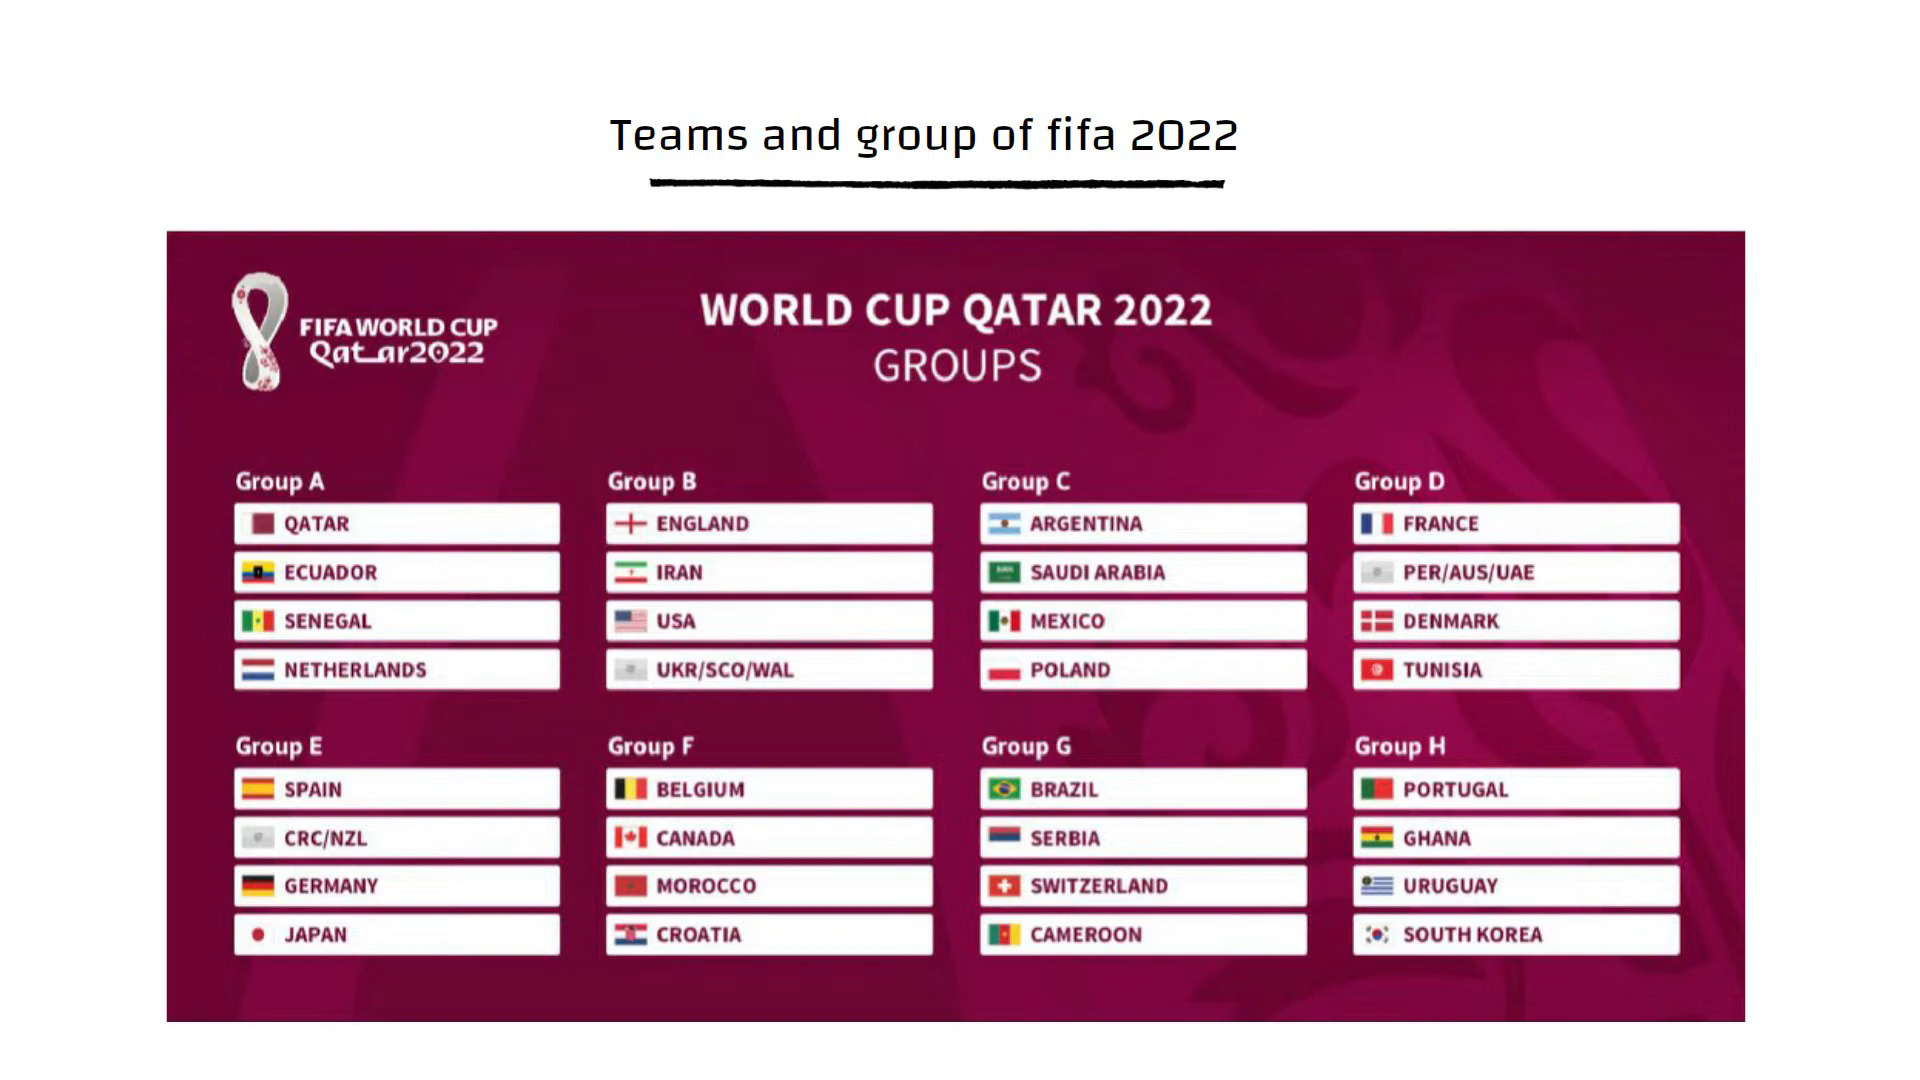 Teams and group of fifa 2022
FIFA WORLD CUP
Qatar2022
WORLD CUP QATAR 2022
GROUPS
Group A
QATAR
ECUADOR
SENEGAL
NETHERLANDS
Group B
ENGLAND
IRAN
USA
UKR/SCO/WAL
Group C
ARGENTINA
SAUDI ARABIA
MEXICO
POLAND
Group D
FRANCE
PER/AUS/UAE
DENMARK
TUNISIA
Group E
SPAIN
CRC/NZL
GERMANY
JAPAN
Group F
BELGIUM
CANADA
MOROCCO
CROATIA
Group G
BRAZIL
SERBIA
SWITZERLAND
CAMEROON
Group H
PORTUGAL
GHANA
URUGUAY
SOUTH KOREA